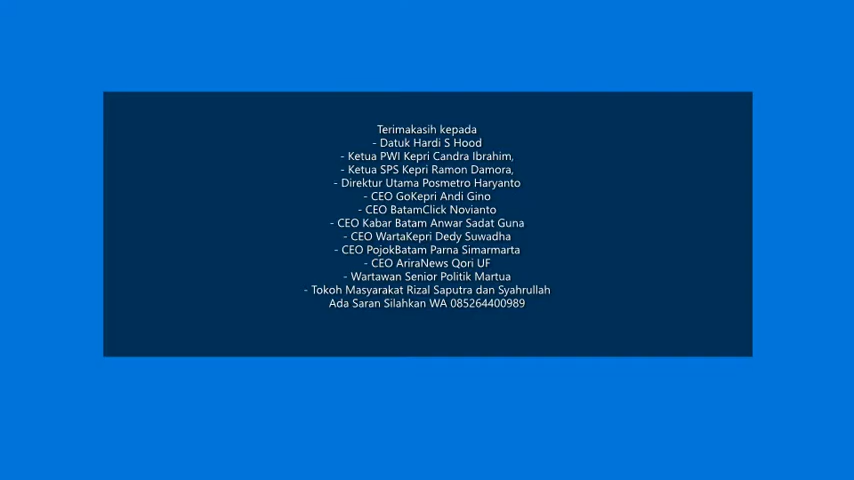 Terimakasih kepada
- Datuk Hardi S Hood
- Ketua PWI Kepri Candra Ibrahim,
- Ketua SPS Kepri Ramon Damora,
- Direktur Utama Posmetro Haryanto
- CEO GoKepri Andi Gino
- CEO BatamClick Novianto
- CEO Kabar Batam Anwar Sadat Guna
- CEO WartaKepri Dedy Suwadha
- CEO PojokBatam Parna Simarmarta
- CEO AriraNews Qori UF
- Wartawan Senior Politik Martua
- Tokoh Masyarakat Rizal Saputra dan Syahrullah
Ada Saran Silahkan WA 085264400989